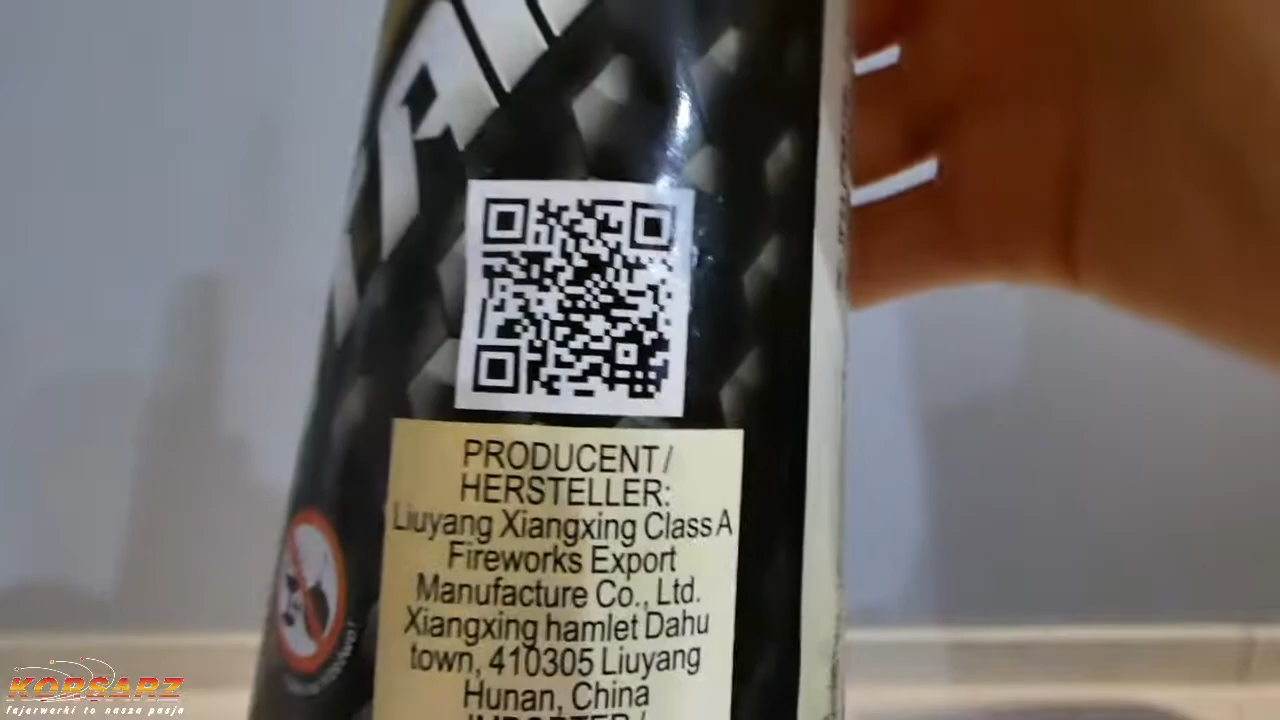 PRODUCENT/
HERSTELLER:
Liuyang Xiangxing Class A
Fireworks Export
Manufacture Co., Ltd.
Xiangxing hamlet Dahu
town, 410305 Liuyang
Hunan, China
IMPORTER /
KORSARZ
fajerwerki to nasza pasja